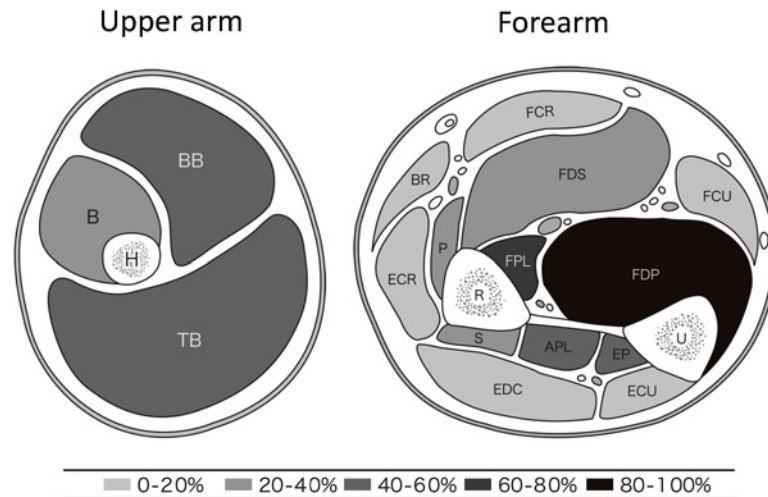 Upper arm
Forearm
BB
B
H
TB
FCR
BR
FDS
FCU
P
ECR
FPL
FDP
R
U
S
APL
EP
EDC
ECU
0-20% 20-40% 40-60% 60-80% 80-100%